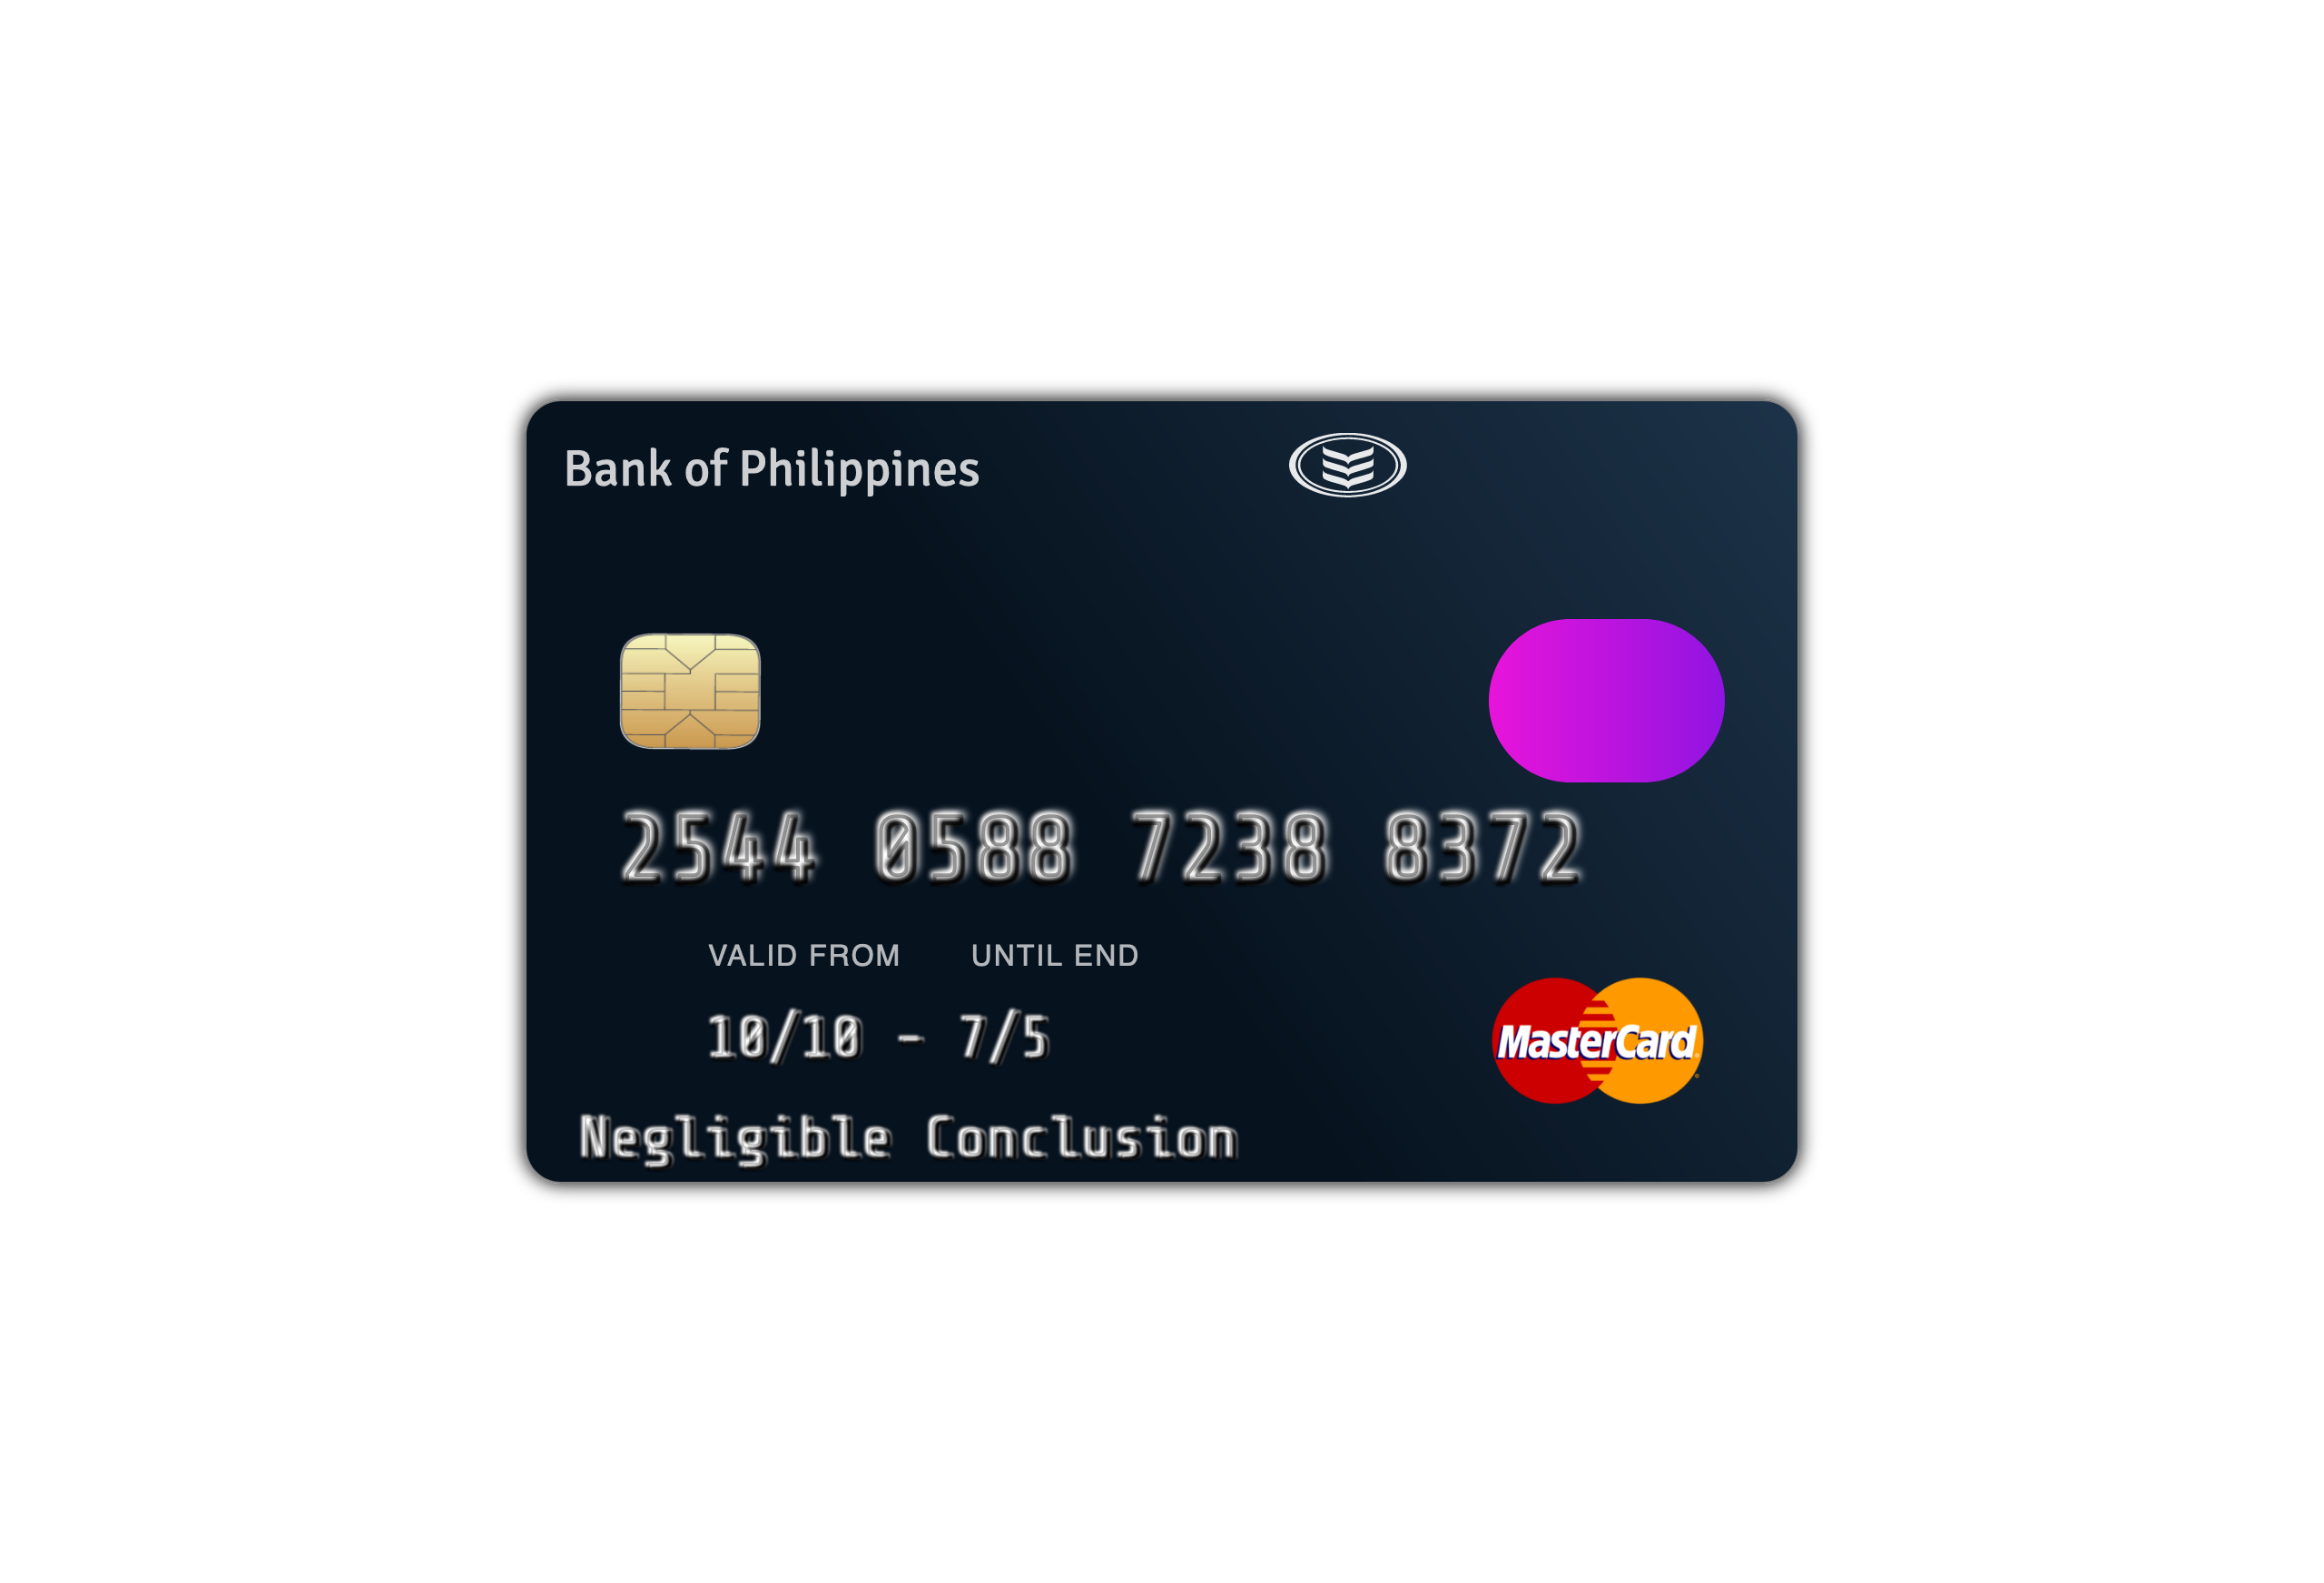 Bank of Philippines
2544 0588 7238 8372
VALID FROM UNTIL END
10/10 - 7/5
MasterCard
Negligible Conclusion